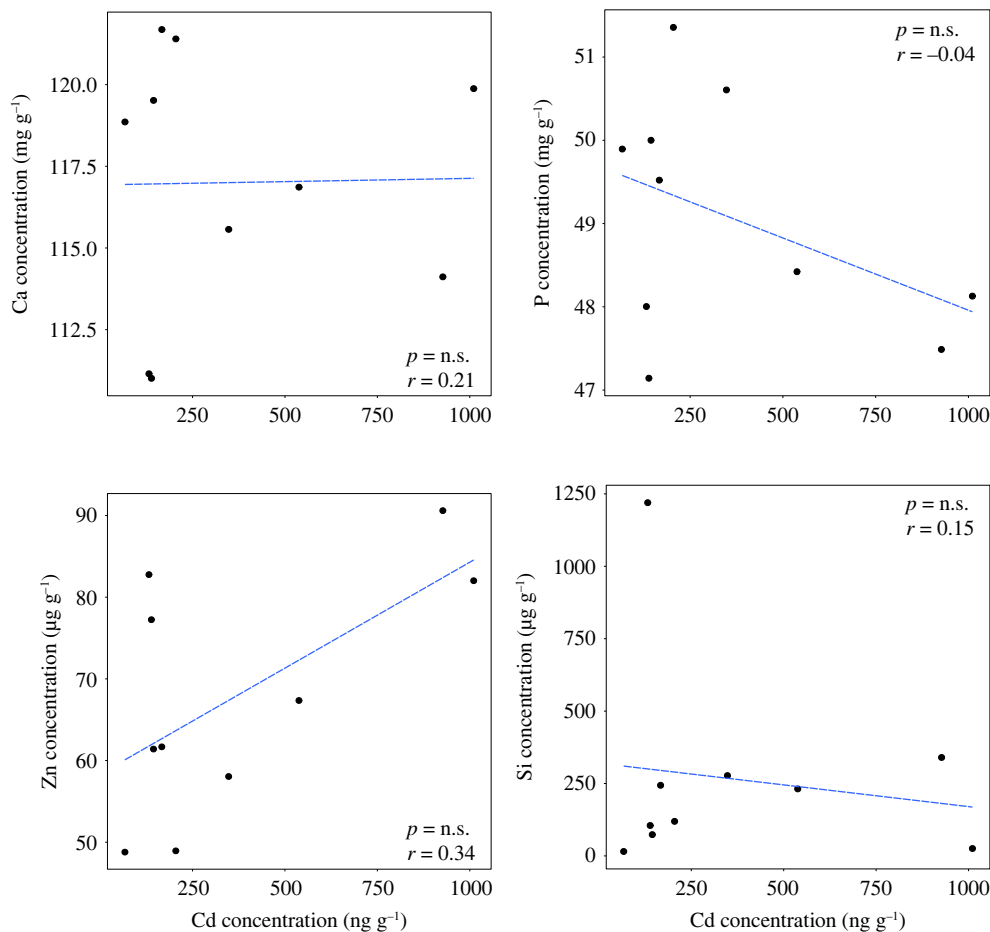 Ca concentration (mg g⁻¹)
120.0
117.5
115.0
112.5
p = n.s.
r = 0.21
250
500
750
1000
P concentration (mg g⁻¹)
51
50
49
48
47
p = n.s.
r = –0.04
250
500
750
1000
Zn concentration (µg g⁻¹)
90
80
70
60
50
p = n.s.
r = 0.34
250
500
750
1000
Cd concentration (ng g⁻¹)
Si concentration (µg g⁻¹)
1250
1000
750
500
250
0
p = n.s.
r = 0.15
250
500
750
1000
Cd concentration (ng g⁻¹)